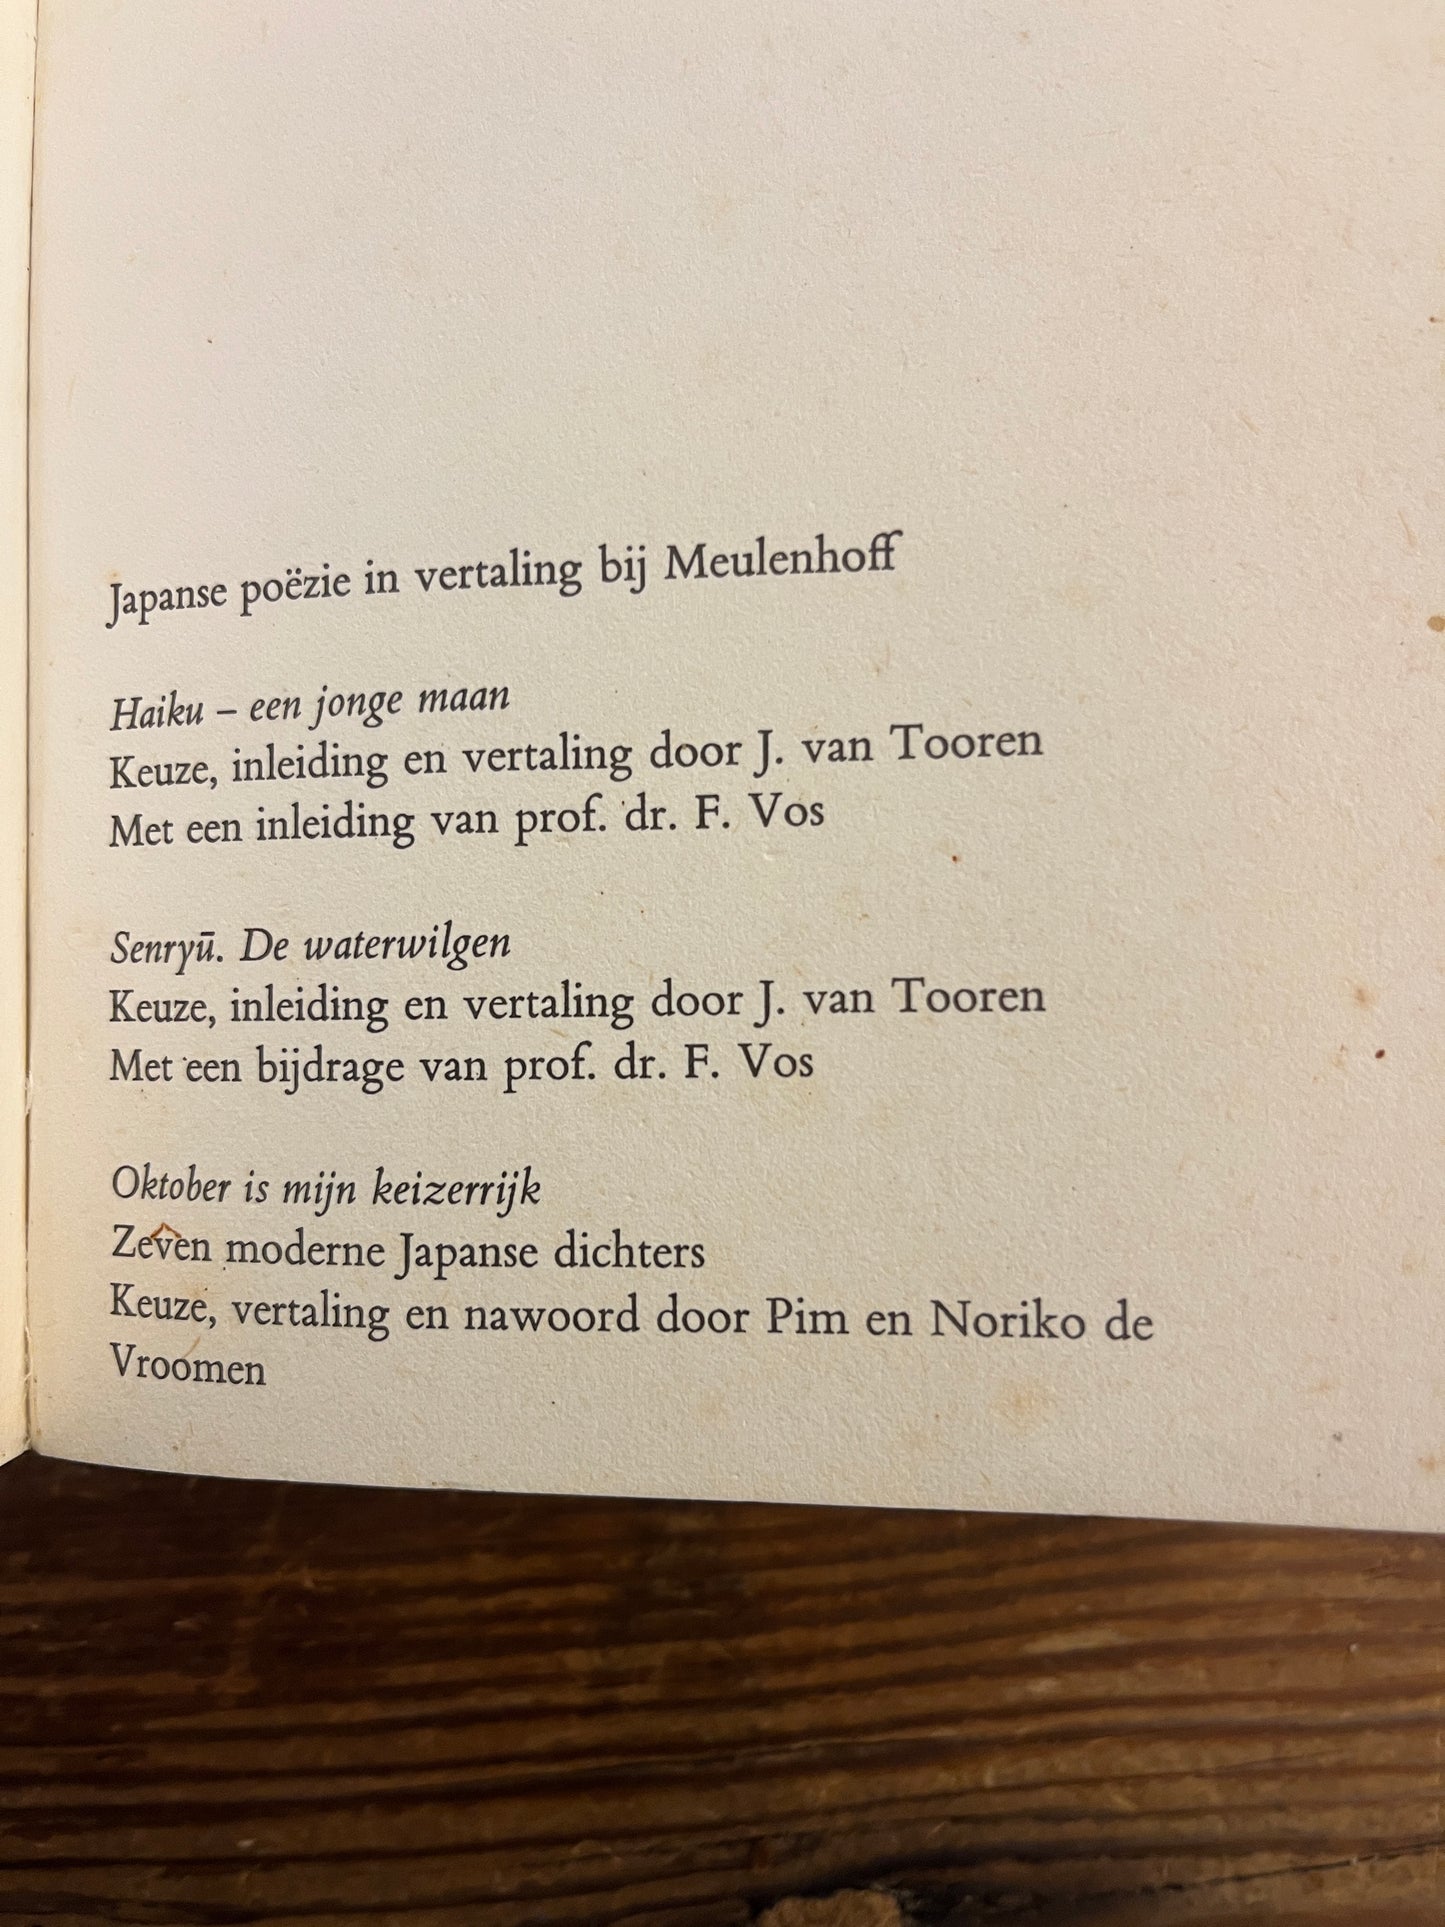 Japanse poëzie in vertaling bij Meulenhoff
Haiku – een jonge maan
Keuze, inleiding en vertaling door J. van Tooren
Met een inleiding van prof. dr. F. Vos
Senryū. De waterwilgen
Keuze, inleiding en vertaling door J. van Tooren
Met een bijdrage van prof. dr. F. Vos
Oktober is mijn keizerrijk
Zeven moderne Japanse dichters
Keuze, vertaling en nawoord door Pim en Noriko de
Vroomen